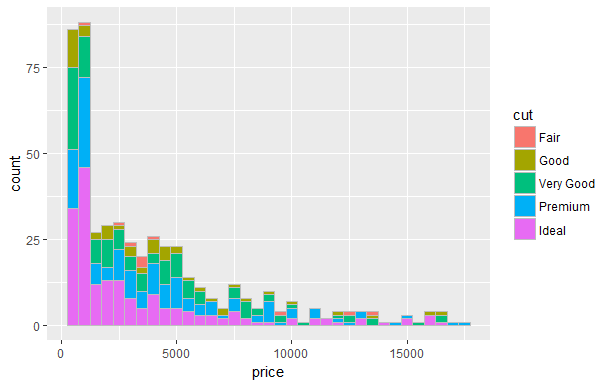 count
75
50
25
0
0
5000
10000
15000
price
cut
Fair
Good
Very Good
Premium
Ideal